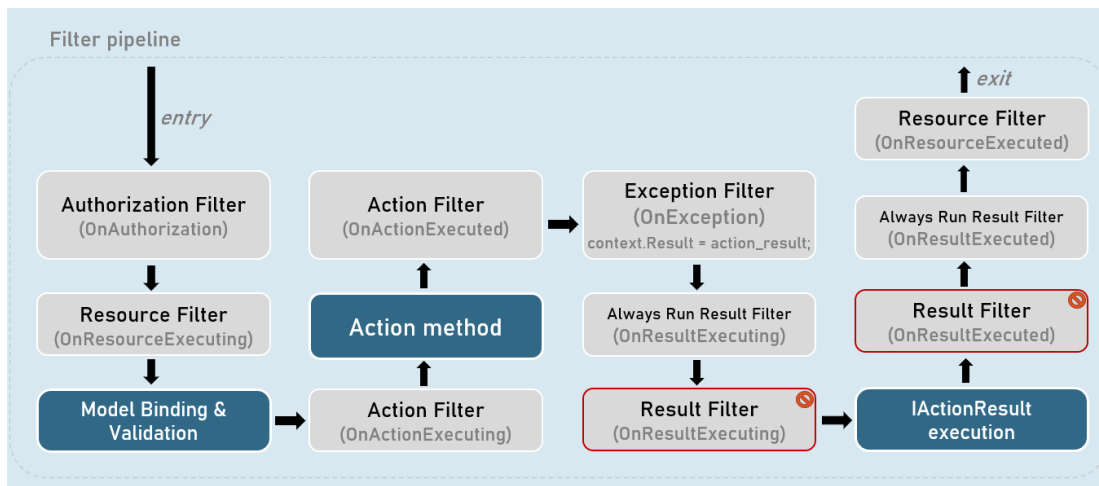 Filter pipeline
entry
Authorization Filter
(OnAuthorization)
Resource Filter
(OnResourceExecuting)
Model Binding &
Validation
Action Filter
(OnActionExecuting)
Action method
Action Filter
(OnActionExecuted)
Exception Filter
(OnException)
context.Result = action_result;
Always Run Result Filter
(OnResultExecuting)
Result Filter
(OnResultExecuting)
IActionResult
execution
Result Filter
(OnResultExecuted)
Always Run Result Filter
(OnResultExecuted)
Resource Filter
(OnResourceExecuted)
exit